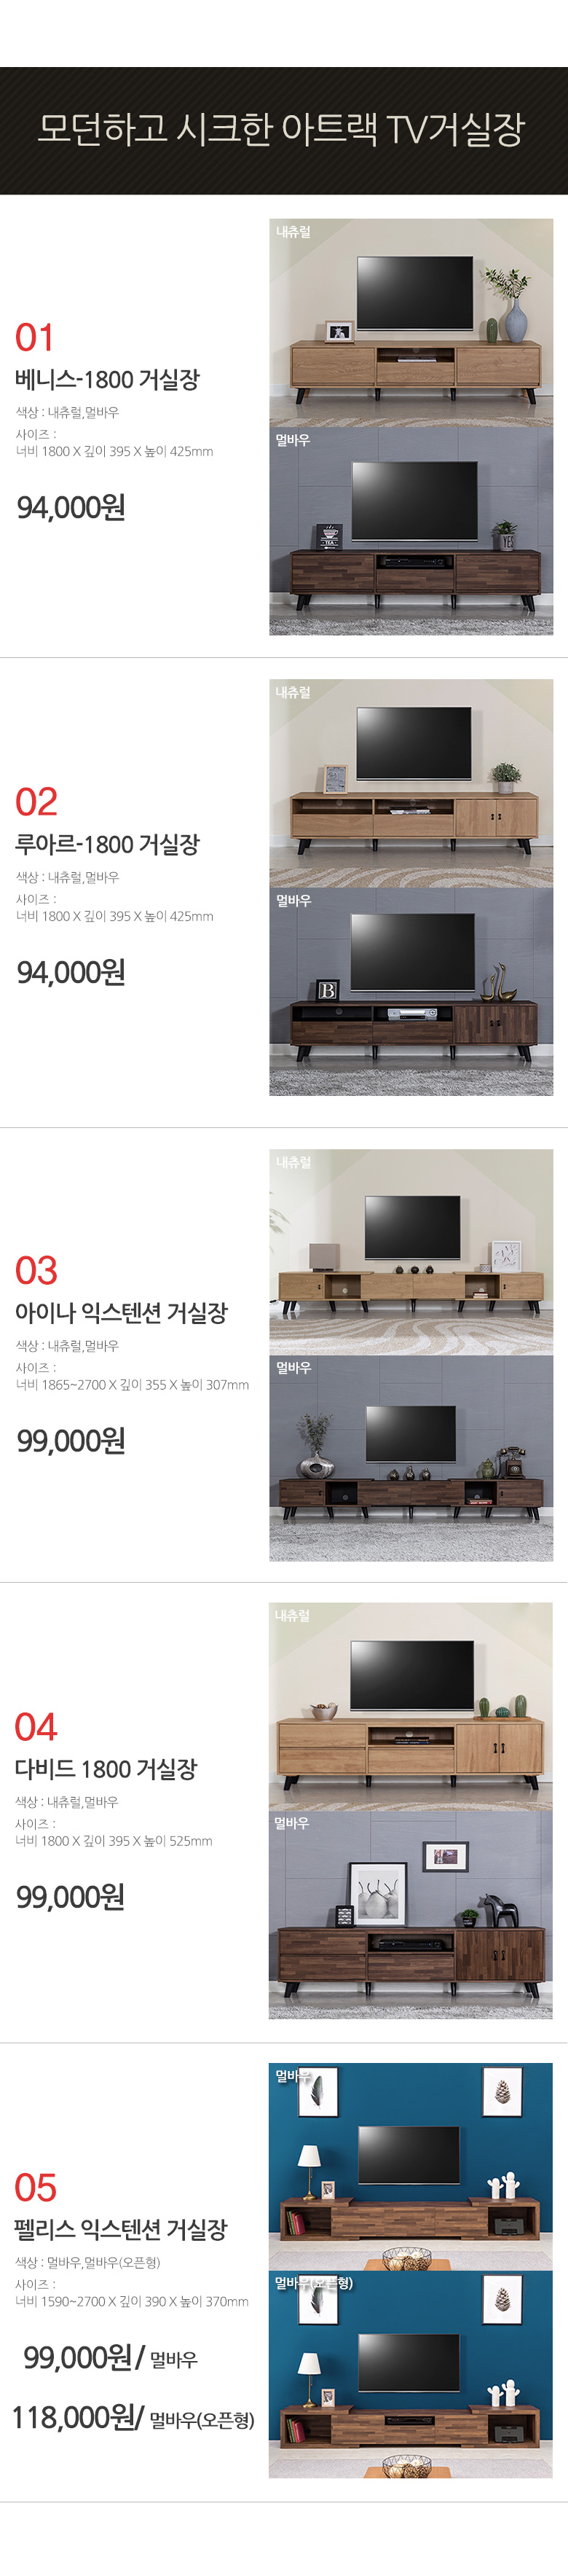 모던하고 시크한 아트랙 TV거실장
내츄럴
01
베니스-1800 거실장
색상 : 내츄럴,멀바우
사이즈 :
너비 1800 X 깊이 395 X 높이 425mm
94,000원
멀바우
TEA
YES
내츄럴
02
루아르-1800 거실장
색상 : 내츄럴,멀바우
사이즈 :
너비 1800 X 깊이 395 X 높이 425mm
94,000원
멀바우
B
내츄럴
03
아이나 익스텐션 거실장
색상 : 내츄럴,멀바우
사이즈 :
너비 1865~2700 X 깊이 355 X 높이 307mm
99,000원
멀바우
내츄럴
04
다비드 1800 거실장
색상 : 내츄럴,멀바우
사이즈 :
너비 1800 X 깊이 395 X 높이 525mm
99,000원
멀바우
멀바우
05
펠리스 익스텐션 거실장
색상 : 멀바우,멀바우(오픈형)
사이즈 :
너비 1590~2700 X 깊이 390 X 높이 370mm
멀바우(오픈형)
99,000원/ 멀바우
118,000원/ 멀바우(오픈형)